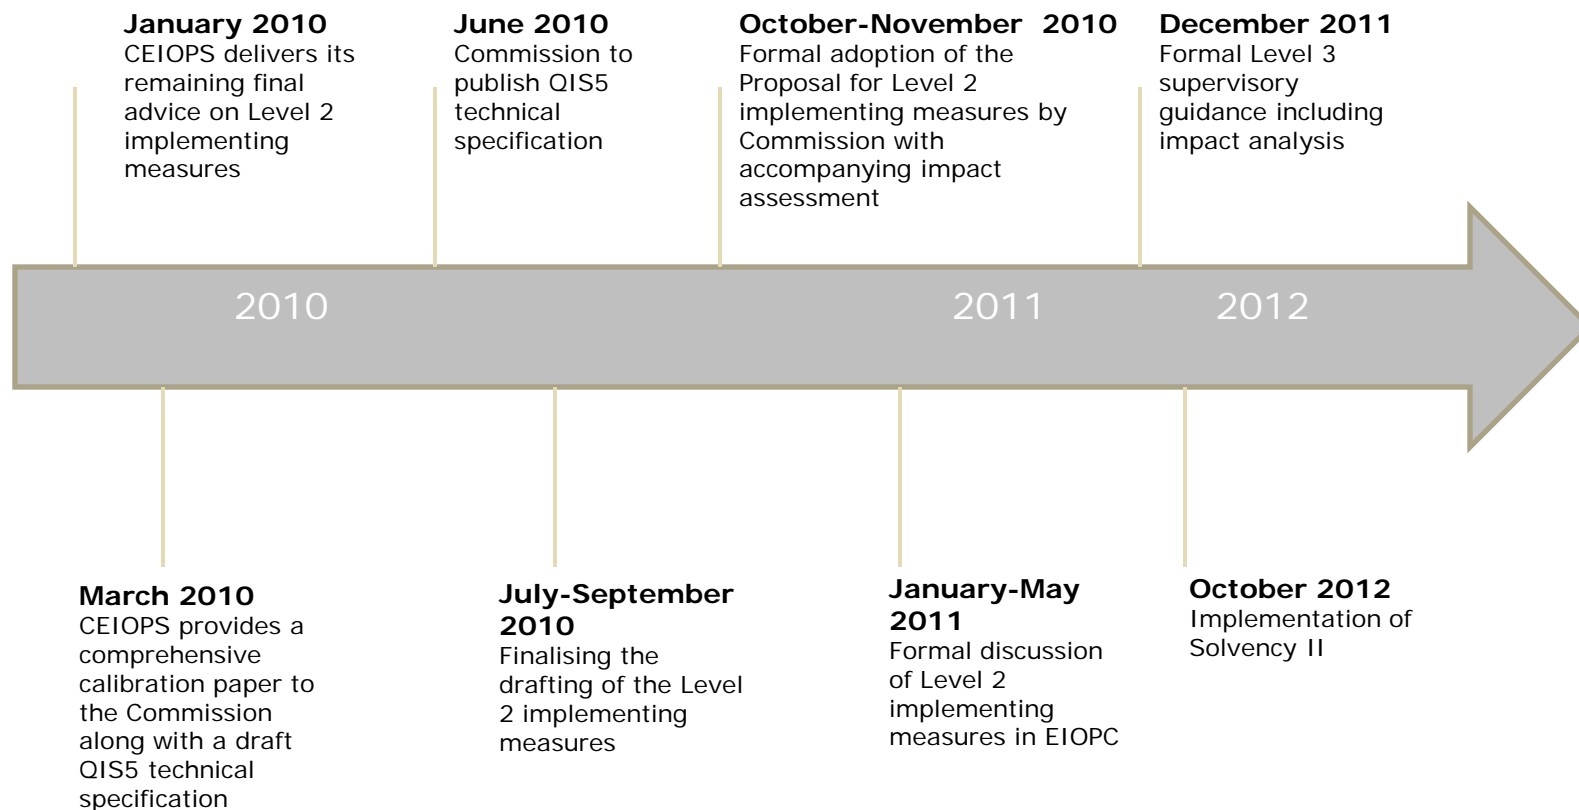 January 2010
CEIOPS delivers its
remaining final
advice on Level 2
implementing
measures
June 2010
Commission to
publish QIS5
technical
specification
October-November 2010
Formal adoption of the
Proposal for Level 2
implementing measures by
Commission with
accompanying impact
assessment
December 2011
Formal Level 3
supervisory
guidance including
impact analysis
2010
2011
2012
March 2010
CEIOPS provides a
comprehensive
calibration paper to
the Commission
along with a draft
QIS5 technical
specification
July-September
2010
Finalising the
drafting of the Level
2 implementing
measures
January-May
2011
Formal discussion
of Level 2
implementing
measures in EIOPC
October 2012
Implementation of
Solvency II